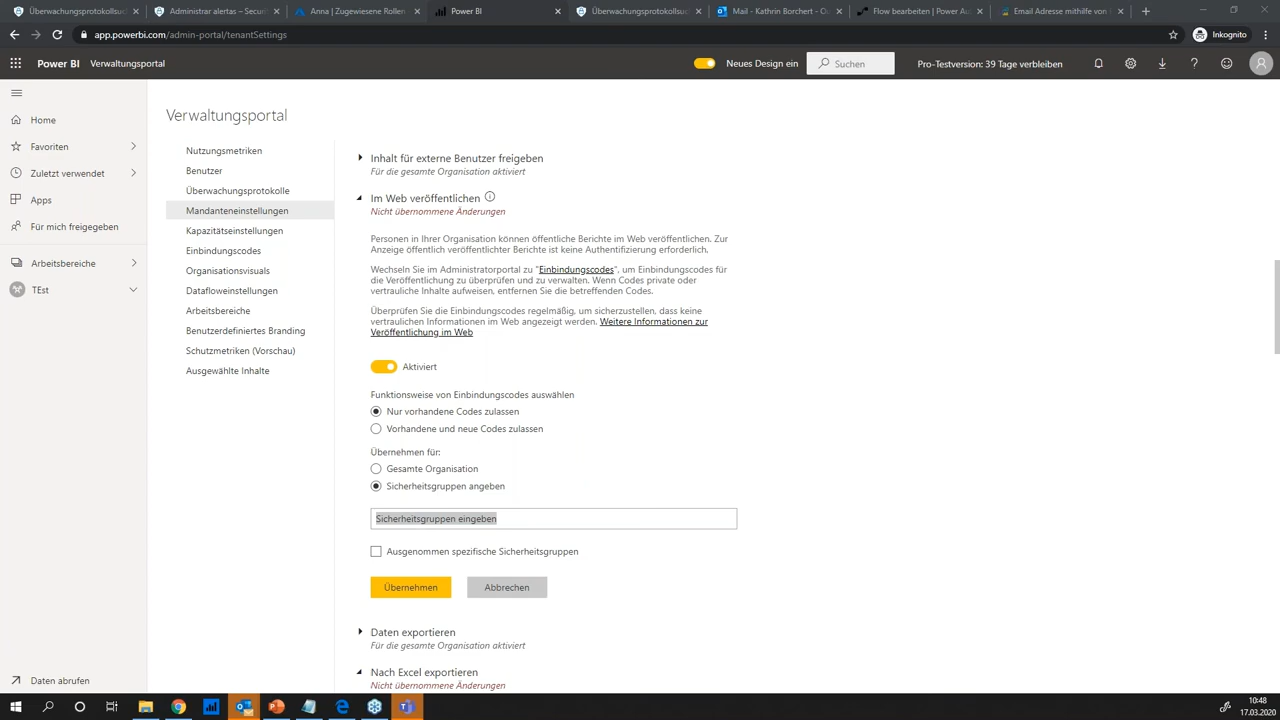 Überwachungsprotokollsuc
Administrar alertas – Securi
Anna | Zugewiesene Rollen
Power BI
Überwachungsprotokollsuc
Mail - Kathrin Borchert - Ou
Flow bearbeiten | Power Au
Email Adresse mithilfe von E
app.powerbi.com/admin-portal/tenantSettings
Inkognito
Power BI Verwaltungsportal
Neues Design ein
Suchen
Pro-Testversion: 39 Tage verbleiben
Home
Favoriten
Zuletzt verwendet
Apps
Für mich freigegeben
Arbeitsbereiche
TEst
Daten abrufen
Verwaltungsportal
Nutzungsmetriken
Benutzer
Überwachungsprotokolle
Mandanteneinstellungen
Kapazitätseinstellungen
Einbindungscodes
Organisationsvisuals
Datafloweinstellungen
Arbeitsbereiche
Benutzerdefiniertes Branding
Schutzmetriken (Vorschau)
Ausgewählte Inhalte
Inhalt für externe Benutzer freigeben
Für die gesamte Organisation aktiviert
Im Web veröffentlichen
Nicht übernommene Änderungen
Personen in Ihrer Organisation können öffentliche Berichte im Web veröffentlichen. Zur
Anzeige öffentlich veröffentlichter Berichte ist keine Authentifizierung erforderlich.
Wechseln Sie im Administratorportal zu "Einbindungscodes", um Einbindungscodes für
die Veröffentlichung zu überprüfen und zu verwalten. Wenn Codes private oder
vertrauliche Inhalte aufweisen, entfernen Sie die betreffenden Codes.
Überprüfen Sie die Einbindungscodes regelmäßig, um sicherzustellen, dass keine
vertraulichen Informationen im Web angezeigt werden. Weitere Informationen zur
Veröffentlichung im Web
Aktiviert
Funktionsweise von Einbindungscodes auswählen
Nur vorhandene Codes zulassen
Vorhandene und neue Codes zulassen
Übernehmen für:
Gesamte Organisation
Sicherheitsgruppen angeben
Sicherheitsgruppen eingeben
Ausgenommen spezifische Sicherheitsgruppen
Übernehmen
Abbrechen
Daten exportieren
Für die gesamte Organisation aktiviert
Nach Excel exportieren
Nicht übernommene Änderungen
10:48
17.03.2020